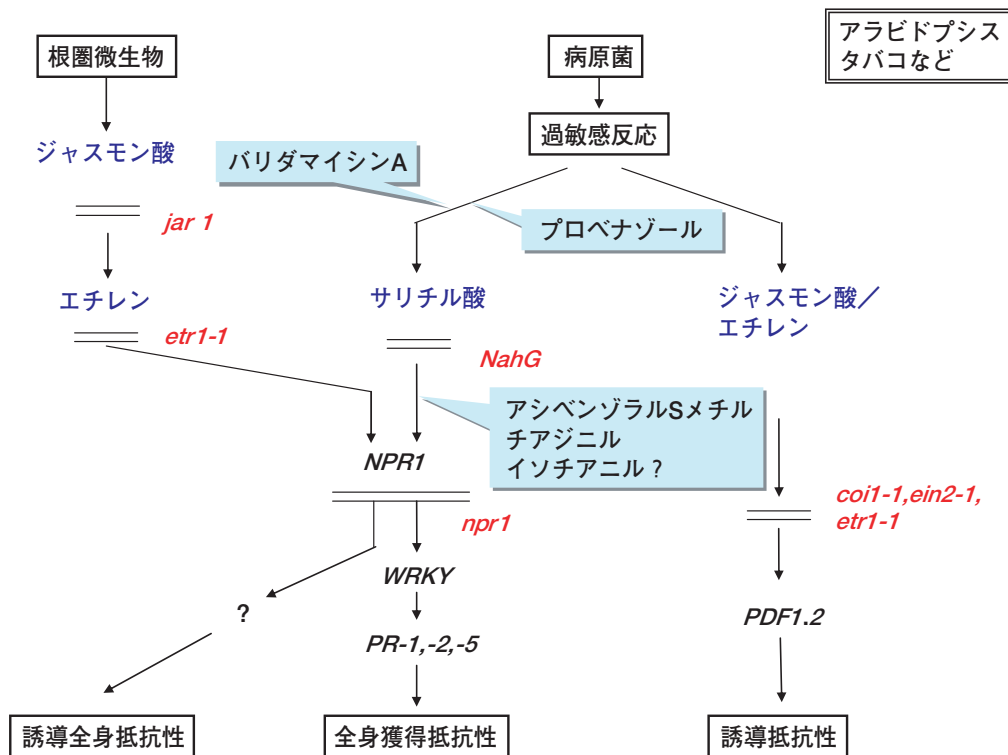 アラビドプシス
タバコなど
根圏微生物
病原菌
過敏感反応
ジャスモン酸
バリダマイシンA
プロベナゾール
jar 1
エチレン
サリチル酸
ジャスモン酸/
エチレン
etr1-1
NahG
アシベンゾラルSメチル
チアジニル
イソチアニル?
NPR1
npr1
coi1-1,ein2-1,
etr1-1
WRKY
?
PDF1.2
PR-1,-2,-5
誘導全身抵抗性
全身獲得抵抗性
誘導抵抗性